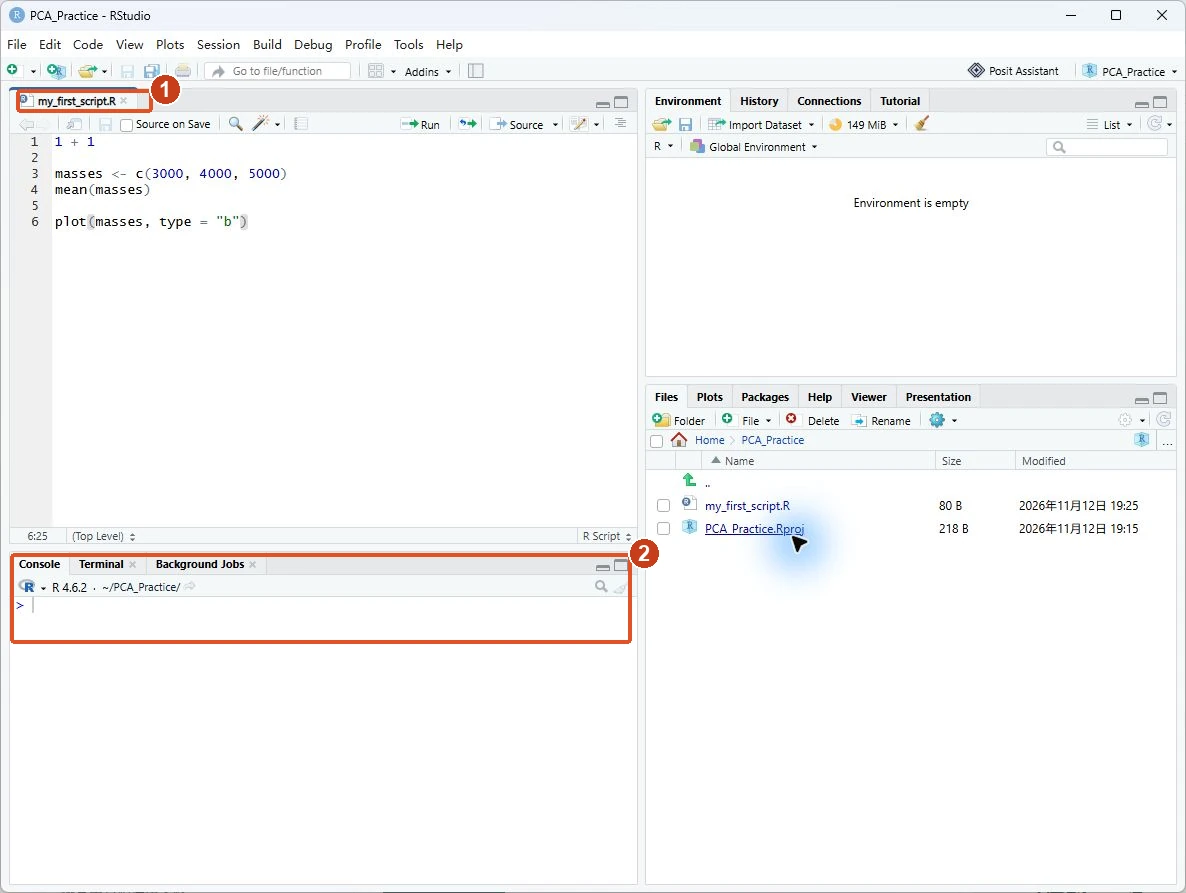 PCA_Practice - RStudio
File Edit Code View Plots Session Build Debug Profile Tools Help
Go to file/function Addins Posit Assistant PCA_Practice
my_first_script.R
1
Source on Save Run Source
1 1 + 1
2
3 masses <- c(3000, 4000, 5000)
4 mean(masses)
5
6 plot(masses, type = "b")
6:25 (Top Level) R Script
2
Console Terminal Background Jobs
R 4.6.2 · ~/PCA_Practice/
>
Environment History Connections Tutorial
Import Dataset 149 MiB List
R Global Environment
Environment is empty
Files Plots Packages Help Viewer Presentation
Folder File Delete Rename
Home PCA_Practice R ...
Name Size Modified
..
my_first_script.R 80 B 2026年11月12日 19:25
PCA_Practice.Rproj 218 B 2026年11月12日 19:15